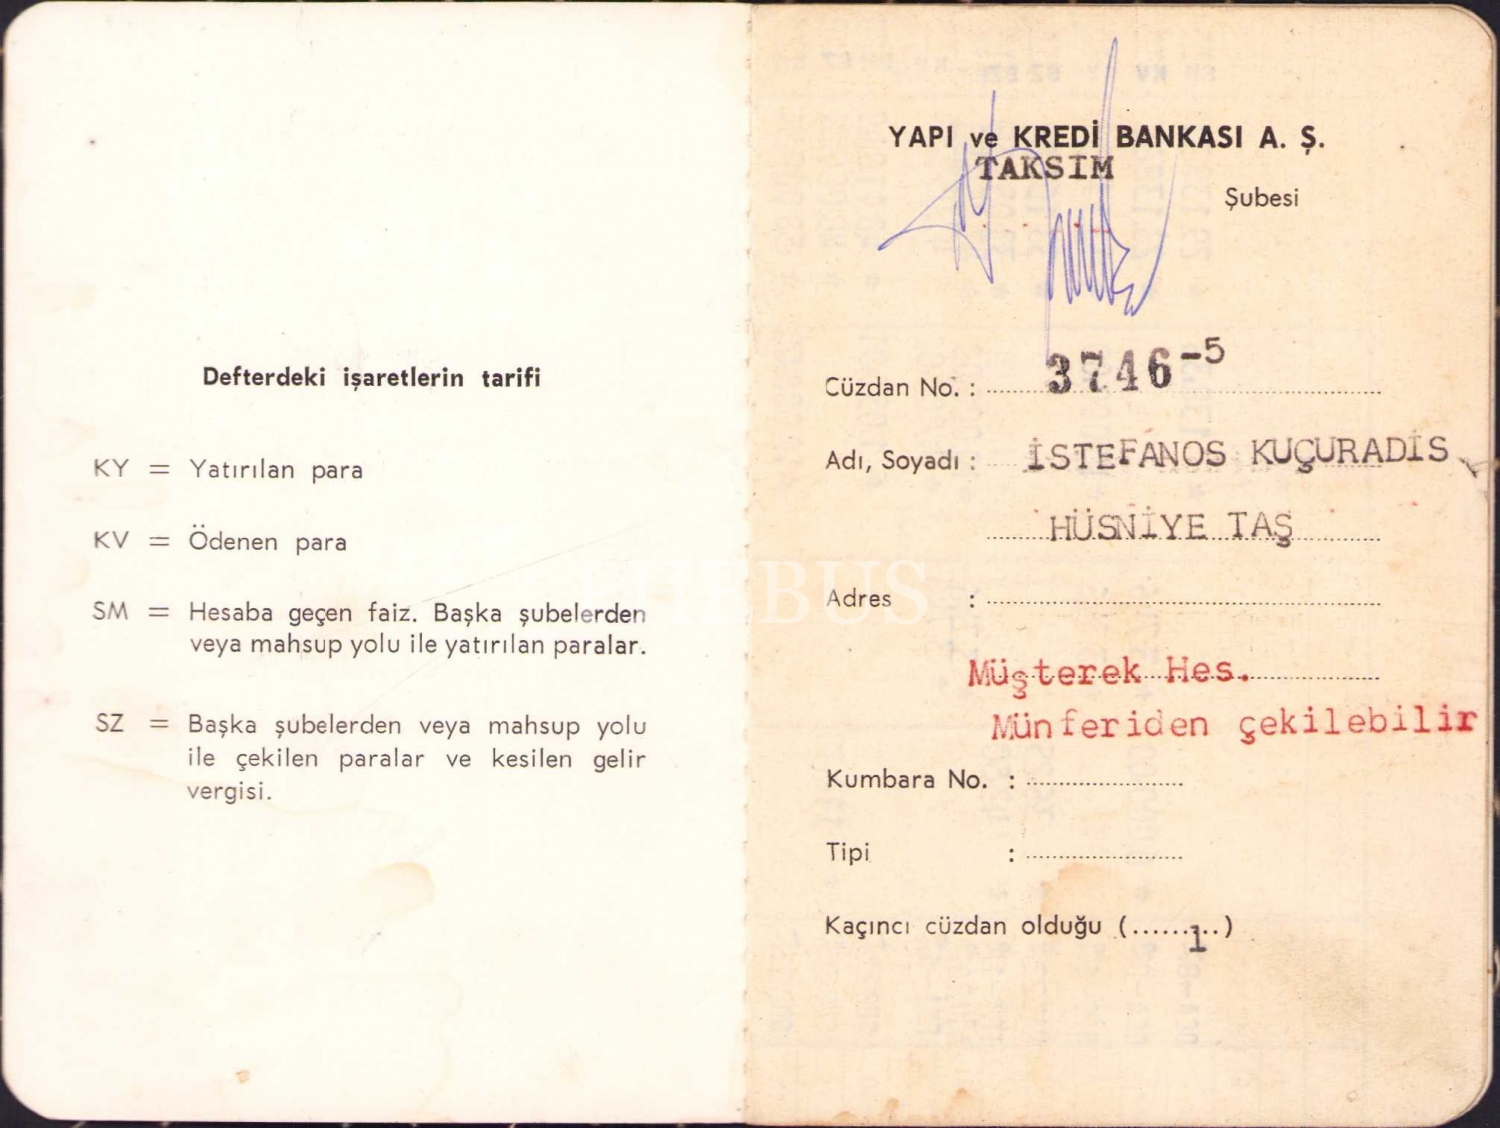 Defterdeki işaretlerin tarifi
KY = Yatırılan para
KV = Ödenen para
SM = Hesaba geçen faiz. Başka şubelerden
veya mahsup yolu ile yatırılan paralar.
SZ = Başka şubelerden veya mahsup yolu
ile çekilen paralar ve kesilen gelir
vergisi.
YAPI ve KREDİ BANKASI A. Ş.
TAKSIM
Şubesi
Cüzdan No. : 3746-5
Adı, Soyadı : İSTEFANOS KUÇURADİS
HÜSNİYE TAŞ
Adres :
Müşterek Hes.
Münferiden çekilebilir
Kumbara No. :
Tipi :
Kaçıncı cüzdan olduğu (......1..)